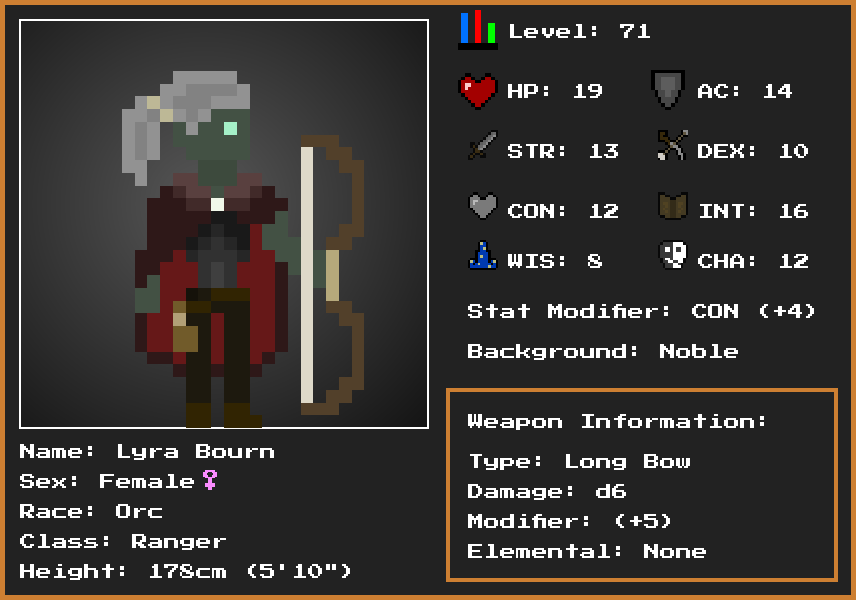 Level: 71
HP: 19 AC: 14
STR: 13 DEX: 10
CON: 12 INT: 16
WIS: 8 CHA: 12
Stat Modifier: CON (+4)
Background: Noble
Weapon Information:
Type: Long Bow
Damage: d6
Modifier: (+5)
Elemental: None
Name: Lyra Bourn
Sex: Female♀
Race: Orc
Class: Ranger
Height: 178cm (5'10")